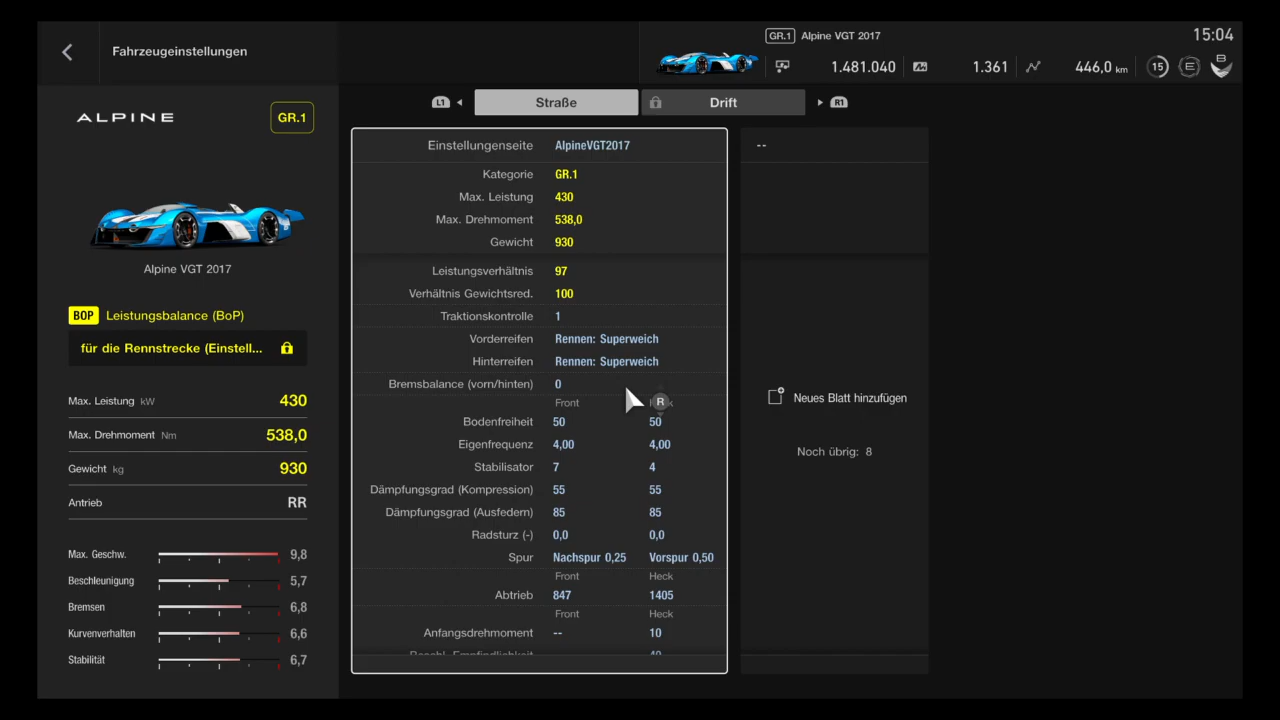 Fahrzeugeinstellungen
GR.1 Alpine VGT 2017
15:04
1.481.040
1.361
446,0 km
15
E
B
ALPINE
GR.1
Alpine VGT 2017
BOP Leistungsbalance (BoP)
für die Rennstrecke (Einstell...
Max. Leistung kW 430
Max. Drehmoment Nm 538,0
Gewicht kg 930
Antrieb RR
Max. Geschw. 9,8
Beschleunigung 5,7
Bremsen 6,8
Kurvenverhalten 6,6
Stabilität 6,7
L1 Straße Drift R1
Einstellungenseite AlpineVGT2017
Kategorie GR.1
Max. Leistung 430
Max. Drehmoment 538,0
Gewicht 930
Leistungsverhältnis 97
Verhältnis Gewichtsred. 100
Traktionskontrolle 1
Vorderreifen Rennen: Superweich
Hinterreifen Rennen: Superweich
Bremsbalance (vorn/hinten) 0
R
Front
Bodenfreiheit 50 50
Eigenfrequenz 4,00 4,00
Stabilisator 7 4
Dämpfungsgrad (Kompression) 55 55
Dämpfungsgrad (Ausfedern) 85 85
Radsturz (-) 0,0 0,0
Spur Nachspur 0,25 Vorspur 0,50
Front Heck
Abtrieb 847 1405
Front Heck
Anfangsdrehmoment -- 10
--
Neues Blatt hinzufügen
Noch übrig: 8